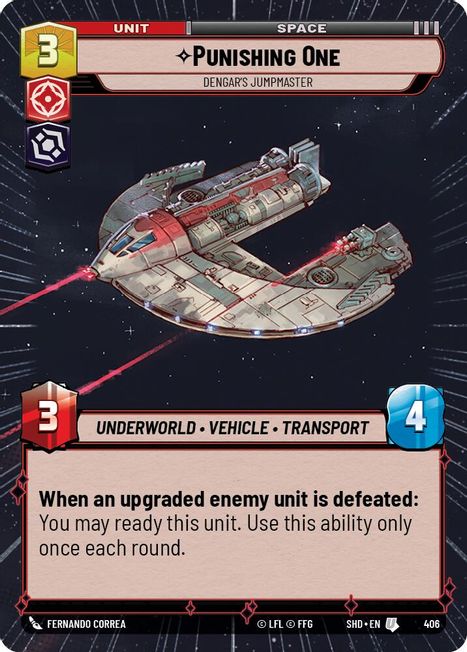 UNIT
SPACE
3
✧PUNISHING ONE
DENGAR'S JUMPMASTER
3
UNDERWORLD • VEHICLE • TRANSPORT
4
When an upgraded enemy unit is defeated:
You may ready this unit. Use this ability only
once each round.
FERNANDO CORREA
© LFL © FFG
SHD • EN
406